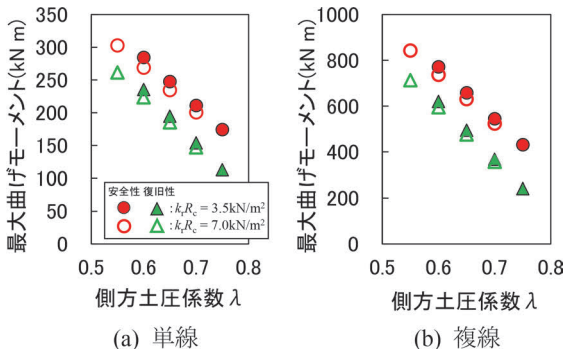 最大曲げモーメント(kN m)
350
300
250
200
150
100
50
0
安全性 復旧性
: krRc = 3.5kN/m²
: krRc = 7.0kN/m²
0.5 0.6 0.7 0.8
側方土圧係数 λ
(a) 単線
最大曲げモーメント(kN m)
1000
800
600
400
200
0
0.5 0.6 0.7 0.8
側方土圧係数 λ
(b) 複線